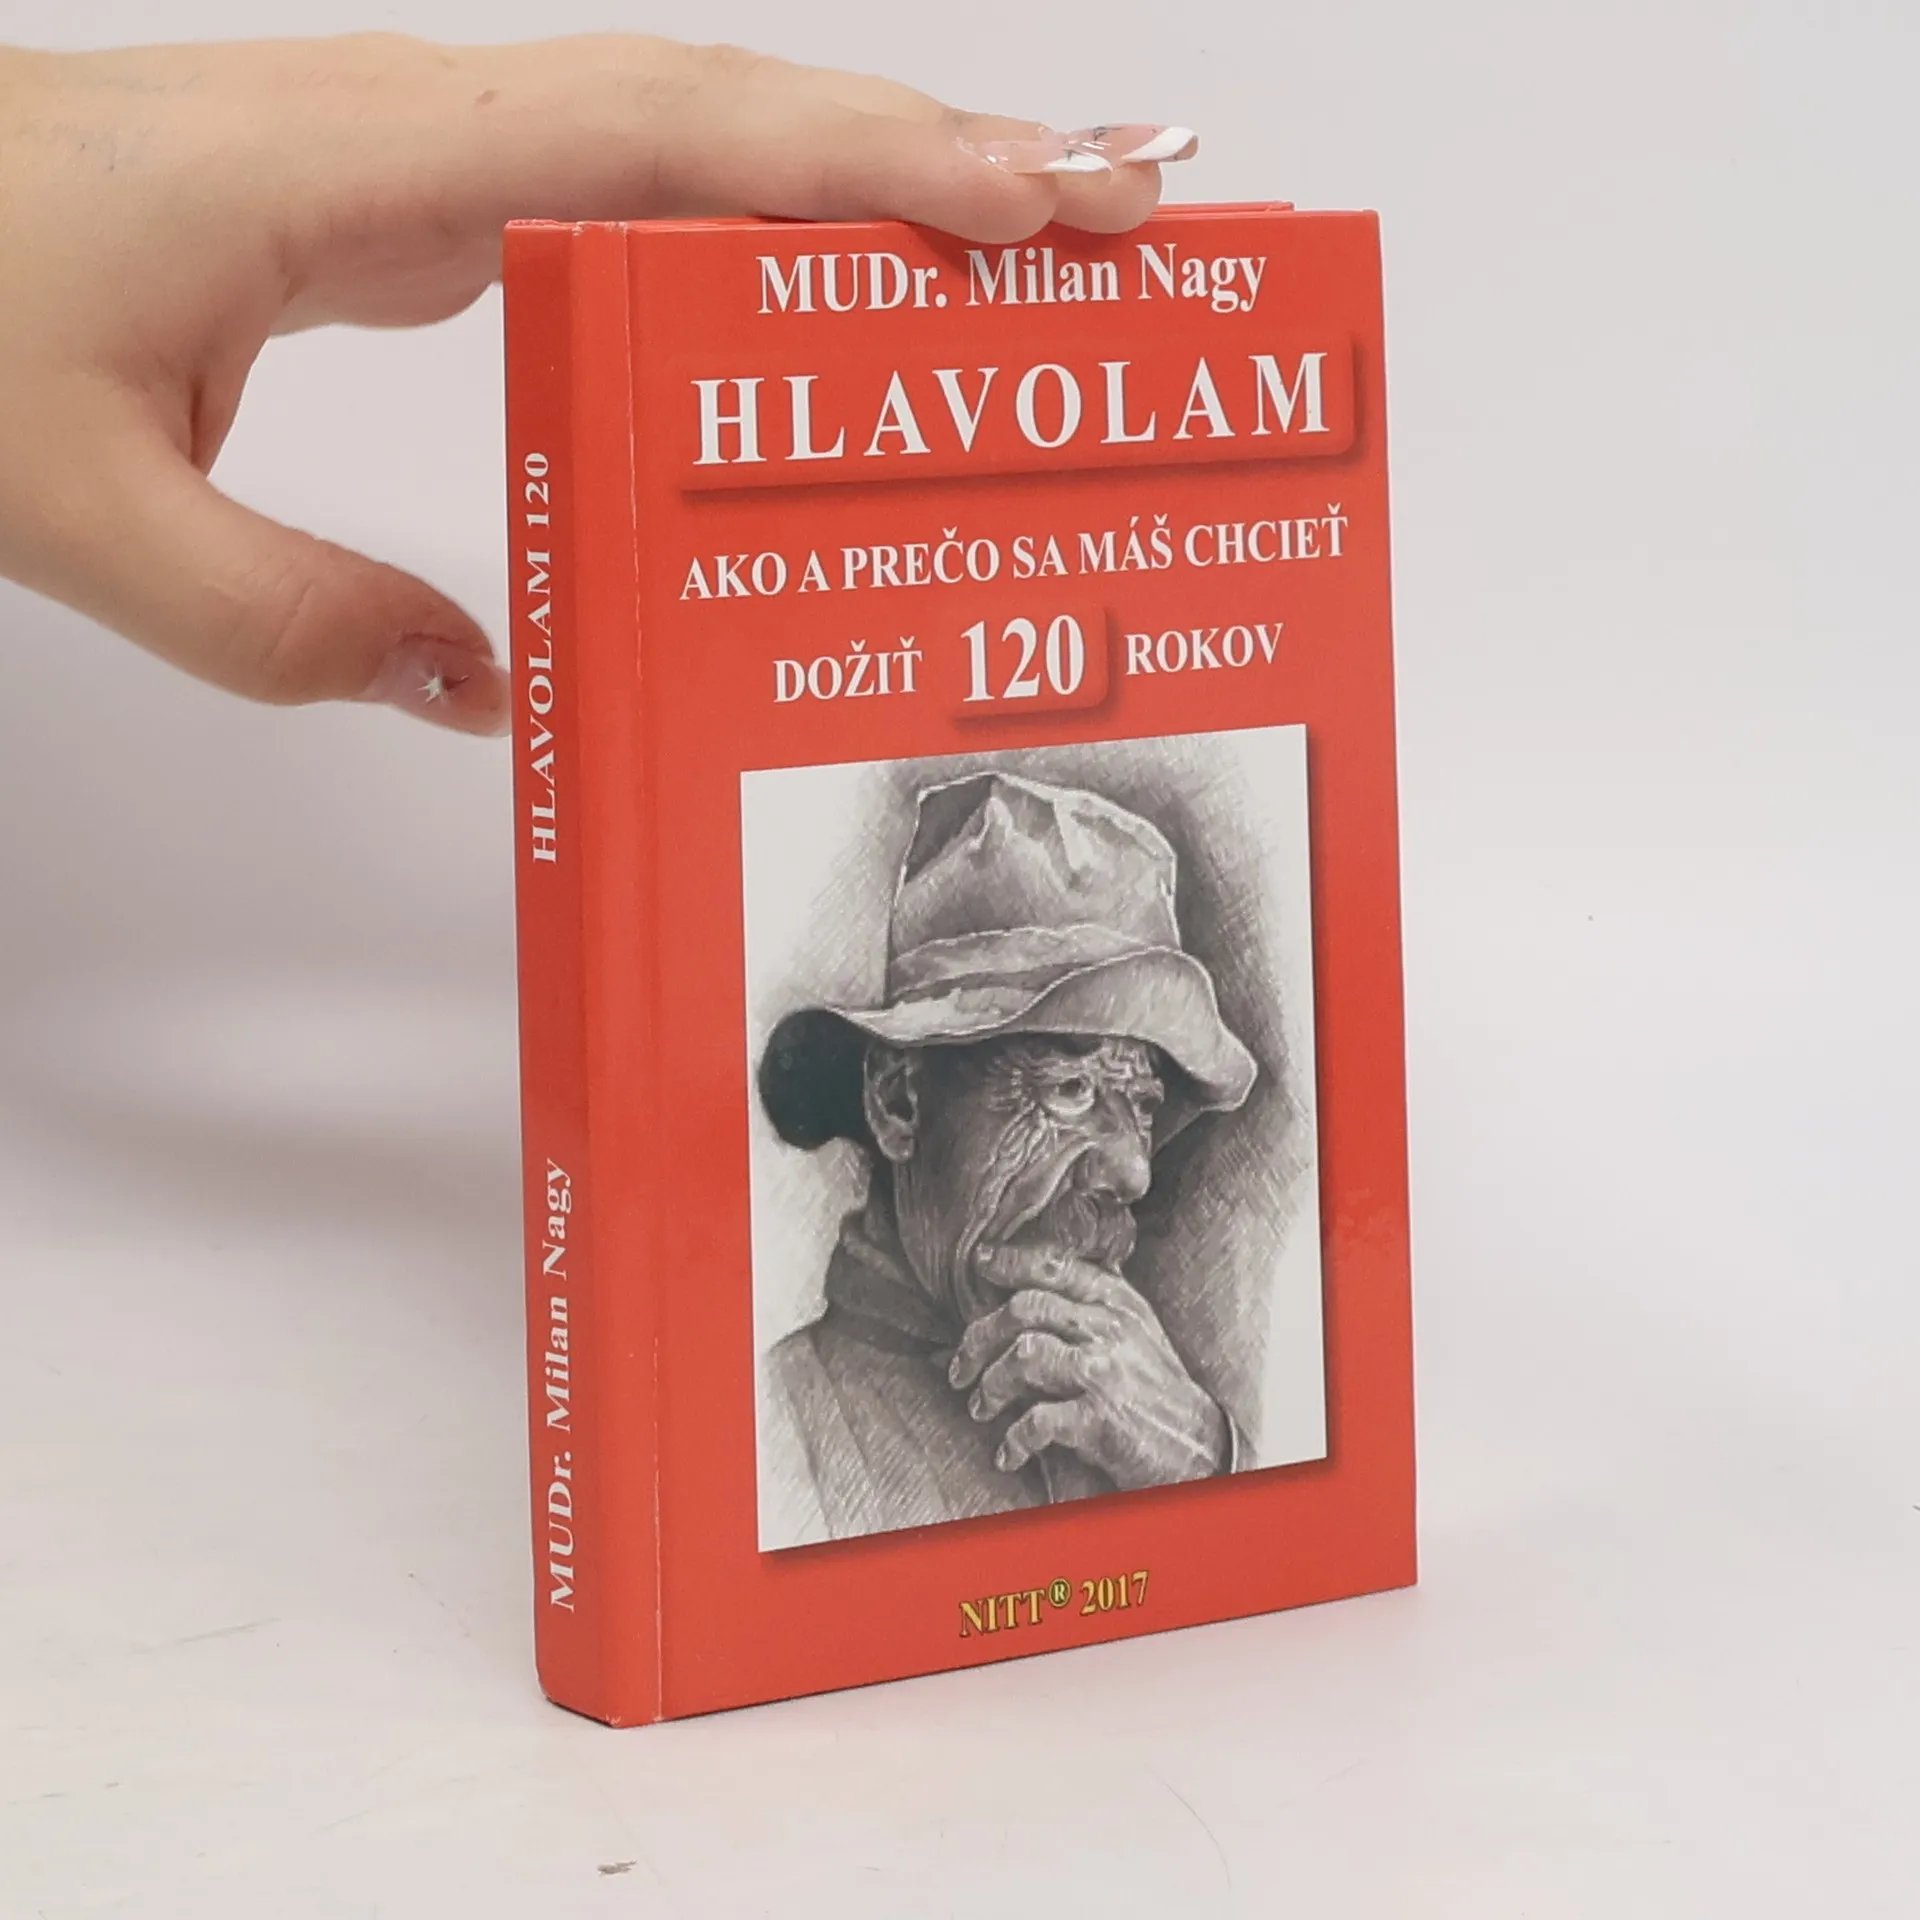 MUDr. Milan Nagy
HLAVOLAM
AKO A PREČO SA MÁŠ CHCIEŤ
DOŽIŤ 120 ROKOV
NITT® 2017
HLAVOLAM 120
MUDr. Milan Nagy